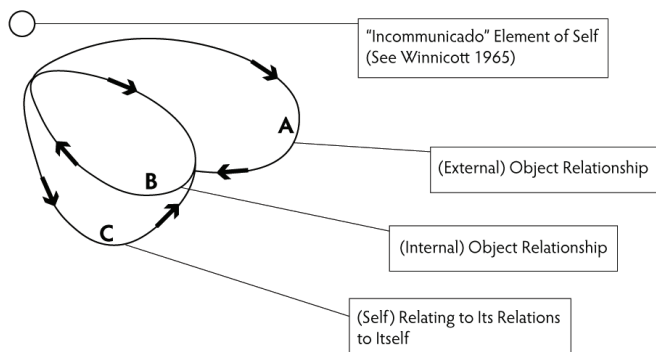 “Incommunicado” Element of Self
(See Winnicott 1965)
A
(External) Object Relationship
B
(Internal) Object Relationship
C
(Self) Relating to Its Relations
to Itself